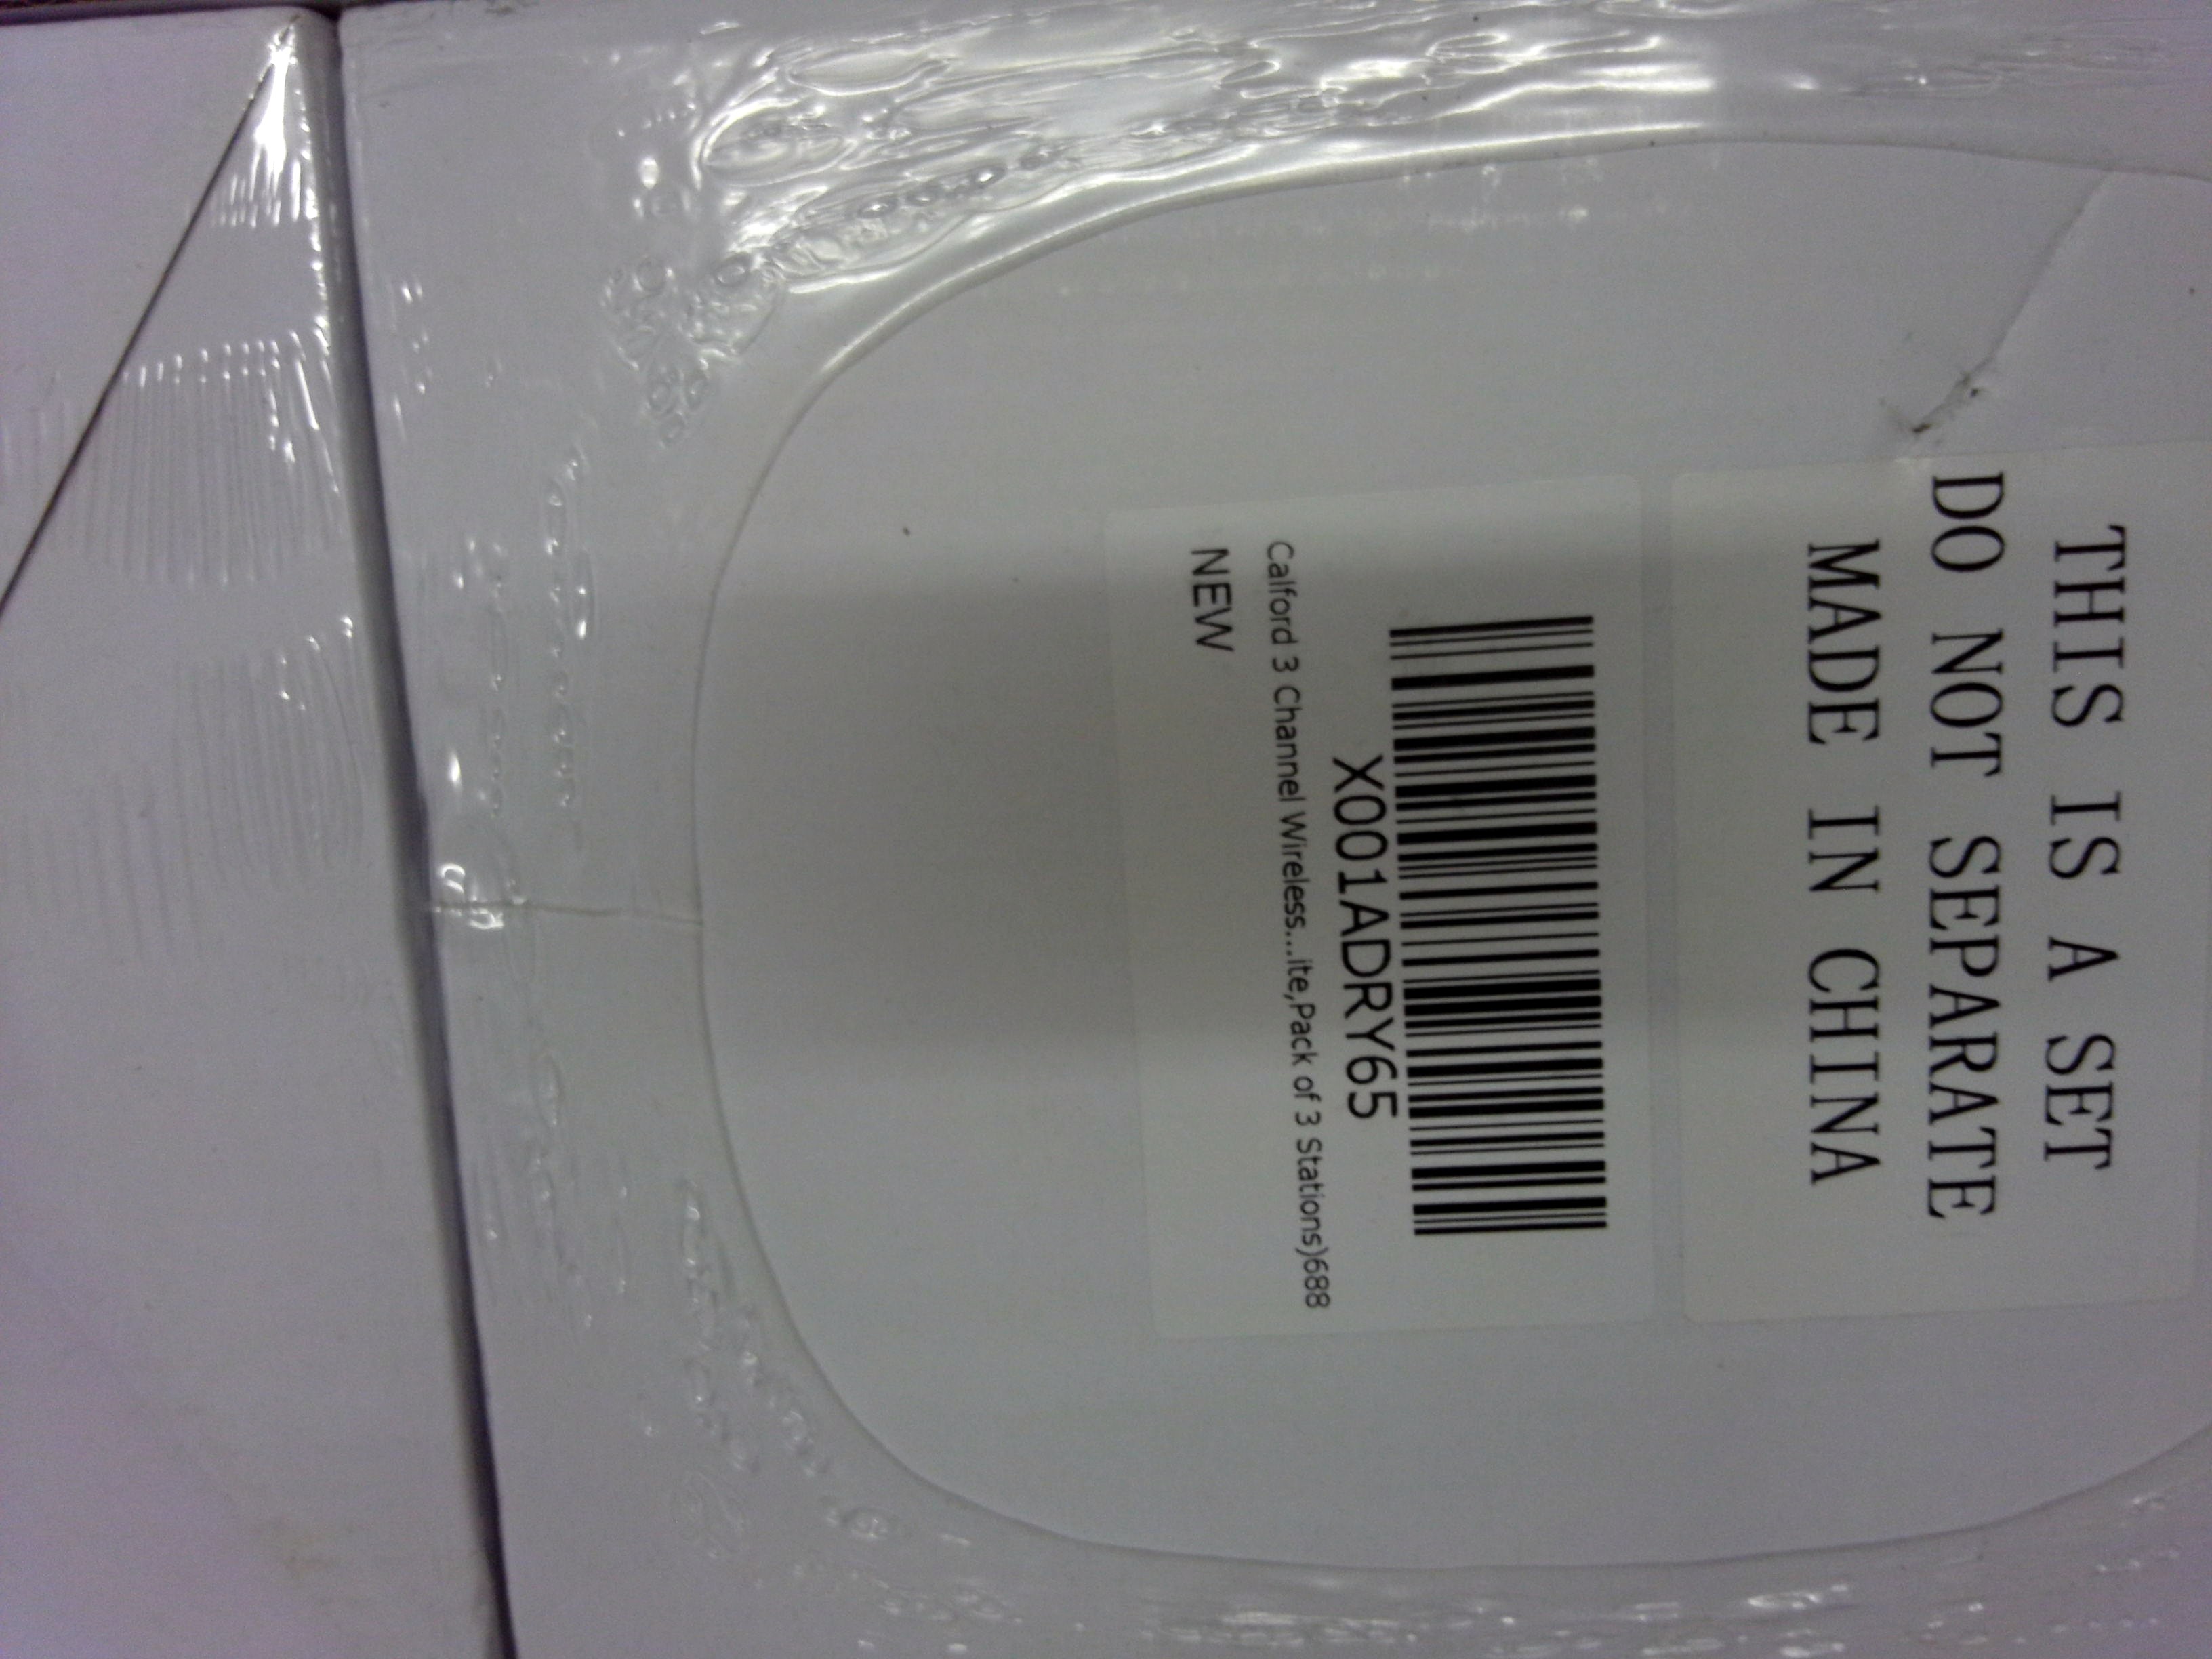 THIS IS A SET
DO NOT SEPARATE
MADE IN CHINA
X001ADRY65
Calford 3 Channel Wireless...ite,Pack of 3 Stations)688
NEW